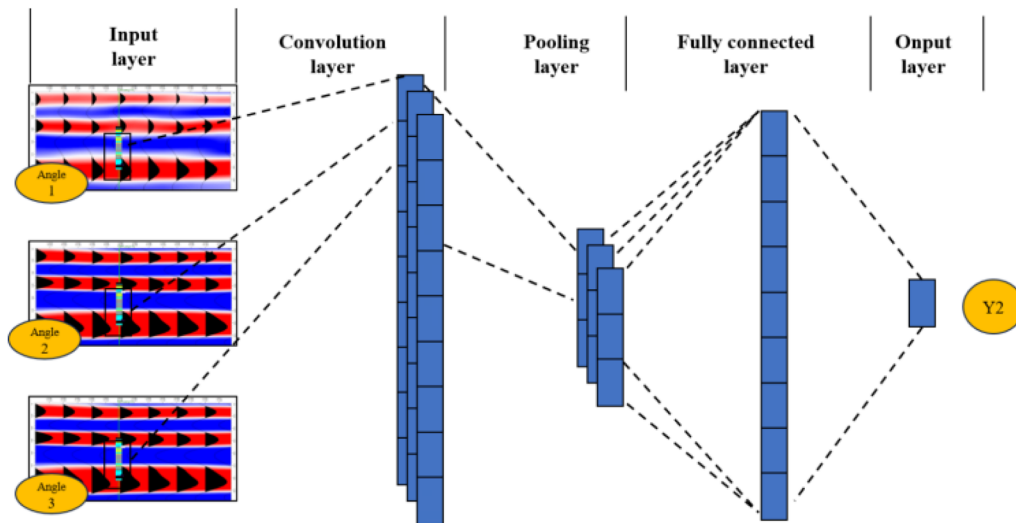 Input
layer
Convolution
layer
Pooling
layer
Fully connected
layer
Onput
layer
Angle
1
Angle
2
Angle
3
Y2